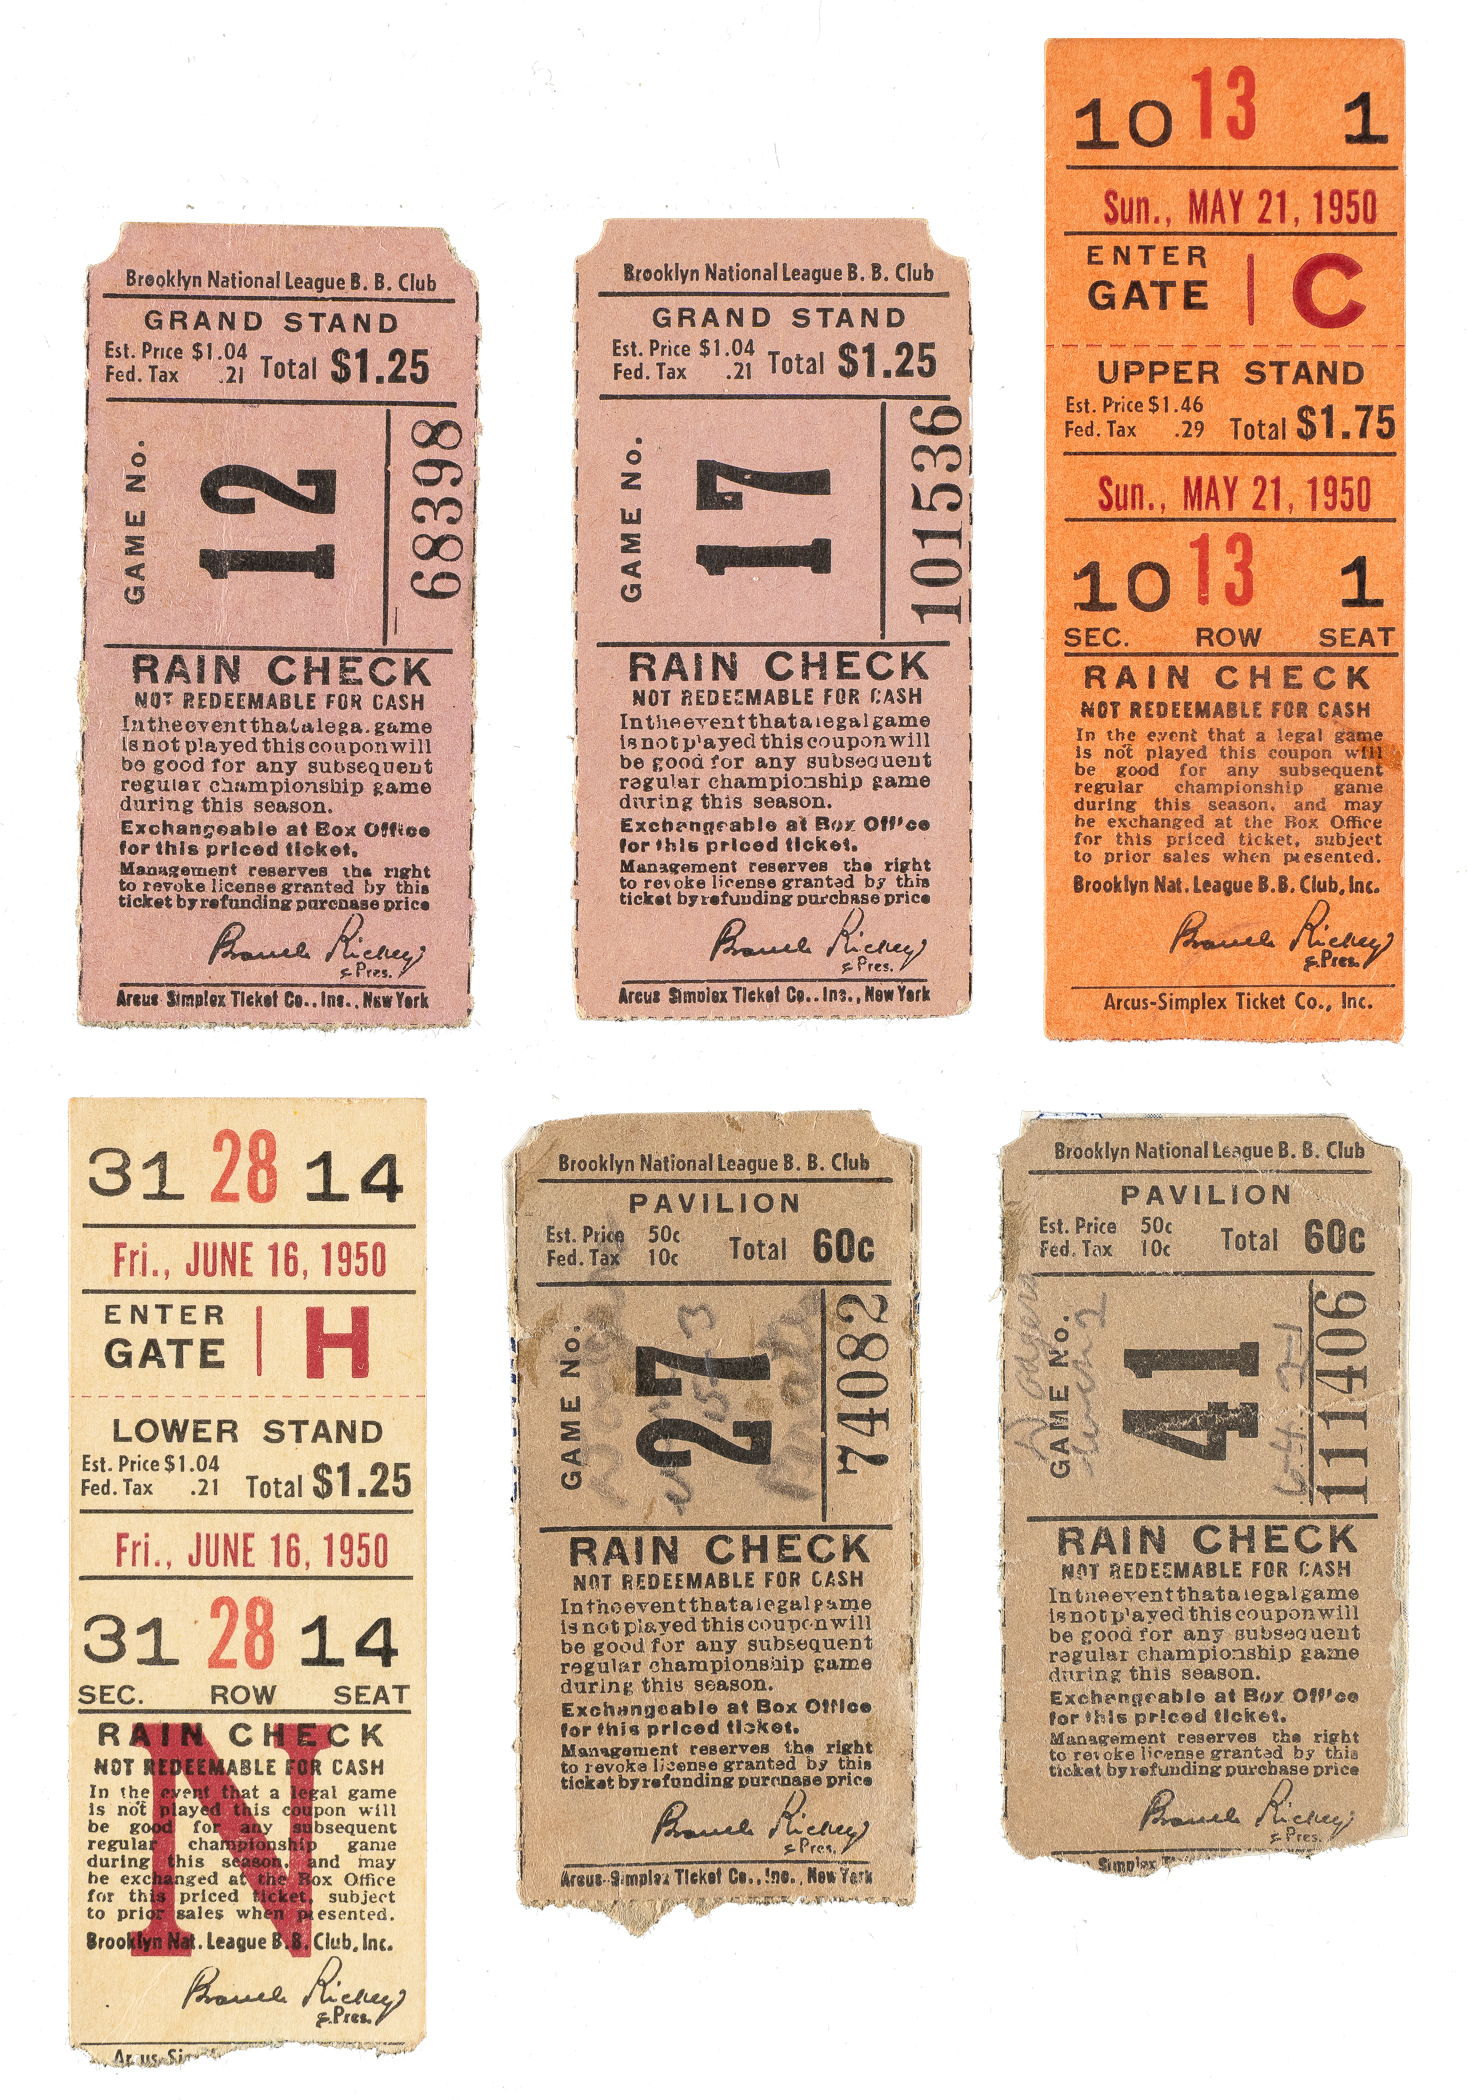 Brooklyn National League B. B. Club
GRAND STAND
Est. Price $1.04
Fed. Tax .21
Total $1.25
GAME No.
12
68398
RAIN CHECK
NOT REDEEMABLE FOR CASH
In the event that a lega. game
is not played this coupon will
be good for any subsequent
regular championship game
during this season.
Exchangeable at Box Office
for this priced ticket.
Management reserves the right
to revoke license granted by this
ticket by refunding purchase price
Branch Rickey
Pres.
Arcus-Simplex Ticket Co., Inc., New York
Brooklyn National League B. B. Club
GRAND STAND
Est. Price $1.04
Fed. Tax .21
Total $1.25
GAME No.
17
101536
RAIN CHECK
NOT REDEEMABLE FOR CASH
In the event that a legal game
is not played this coupon will
be good for any subsequent
regular championship game
during this season.
Exchangeable at Box Office
for this priced ticket.
Management reserves the right
to revoke license granted by this
ticket by refunding purchase price
Branch Rickey
Pres.
Arcus Simplex Ticket Co., Inc., New York
10 13 1
Sun., MAY 21, 1950
ENTER
GATE C
UPPER STAND
Est. Price $1.46
Fed. Tax .29
Total $1.75
Sun., MAY 21, 1950
10 13 1
SEC. ROW SEAT
RAIN CHECK
NOT REDEEMABLE FOR CASH
In the event that a legal game
is not played this coupon will
be good for any subsequent
regular championship game
during this season, and may
be exchanged at the Box Office
for this priced ticket, subject
to prior sales when presented.
Brooklyn Nat. League B.B. Club, Inc.
Branch Rickey
Pres.
Arcus-Simplex Ticket Co., Inc.
31 28 14
Fri., JUNE 16, 1950
ENTER
GATE H
LOWER STAND
Est. Price $1.04
Fed. Tax .21
Total $1.25
Fri., JUNE 16, 1950
31 28 14
SEC. ROW SEAT
N
RAIN CHECK
NOT REDEEMABLE FOR CASH
In the event that a legal game
is not played this coupon will
be good for any subsequent
regular championship game
during this season, and may
be exchanged at the Box Office
for this priced ticket, subject
to prior sales when presented.
Brooklyn Nat. League B.B. Club, Inc.
Branch Rickey
Pres.
Brooklyn National League B. B. Club
PAVILION
Est. Price 50c
Fed. Tax 10c
Total 60c
GAME No.
27
15-3
Pirates
74082
RAIN CHECK
NOT REDEEMABLE FOR CASH
In the event that a legal game
is not played this coupon will
be good for any subsequent
regular championship game
during this season.
Exchangeable at Box Office
for this priced ticket.
Management reserves the right
to revoke license granted by this
ticket by refunding purchase price
Branch Rickey
Pres.
Arcus-Simplex Ticket Co., Inc., New York
Brooklyn National League B. B. Club
PAVILION
Est. Price 50c
Fed. Tax 10c
Total 60c
Dodgers
GAME No.
41
111406
RAIN CHECK
NOT REDEEMABLE FOR CASH
In the event that a legal game
is not played this coupon will
be good for any subsequent
regular championship game
during this season.
Exchangeable at Box Office
for this priced ticket.
Management reserves the right
to revoke license granted by this
ticket by refunding purchase price
Branch Rickey
Pres.
Simplex